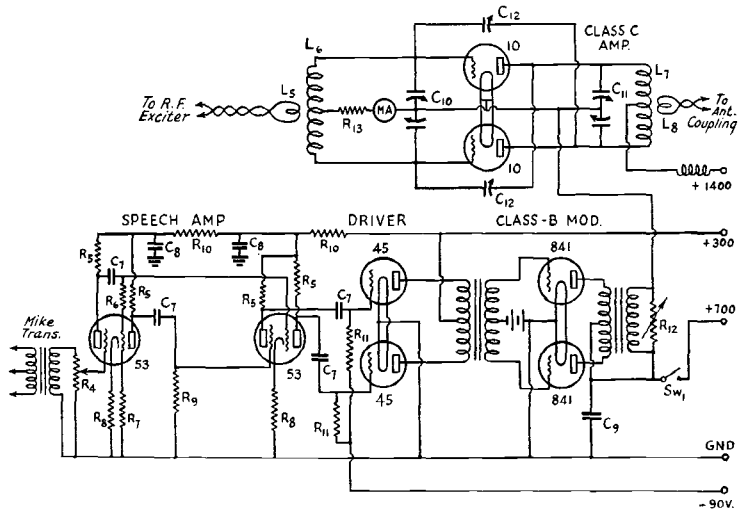 C12
CLASS C
AMP.
L6
10
L7
L5
C10
C11
To R.F.
Exciter
R13
MA
To
Ant.
Coupling
L8
10
C12
+1400
SPEECH AMP
DRIVER
CLASS-B MOD.
R10
R10
+300
C8
C8
45
841
R5
C7
R6
R5
C7
R5
R5
C7
R11
+700
Mike
Trans.
R12
R4
53
53
C7
45
841
Sw1
R8
R7
R9
R8
R11
C9
GND
-90V.